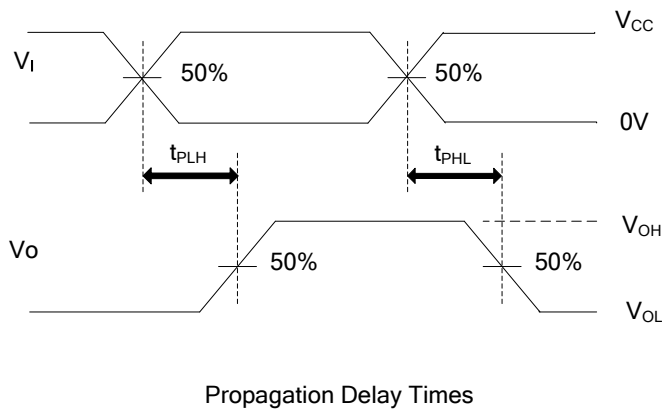 V_CC
V_I
50%
50%
0V
t_PLH
t_PHL
V_OH
Vo
50%
50%
V_OL
Propagation Delay Times